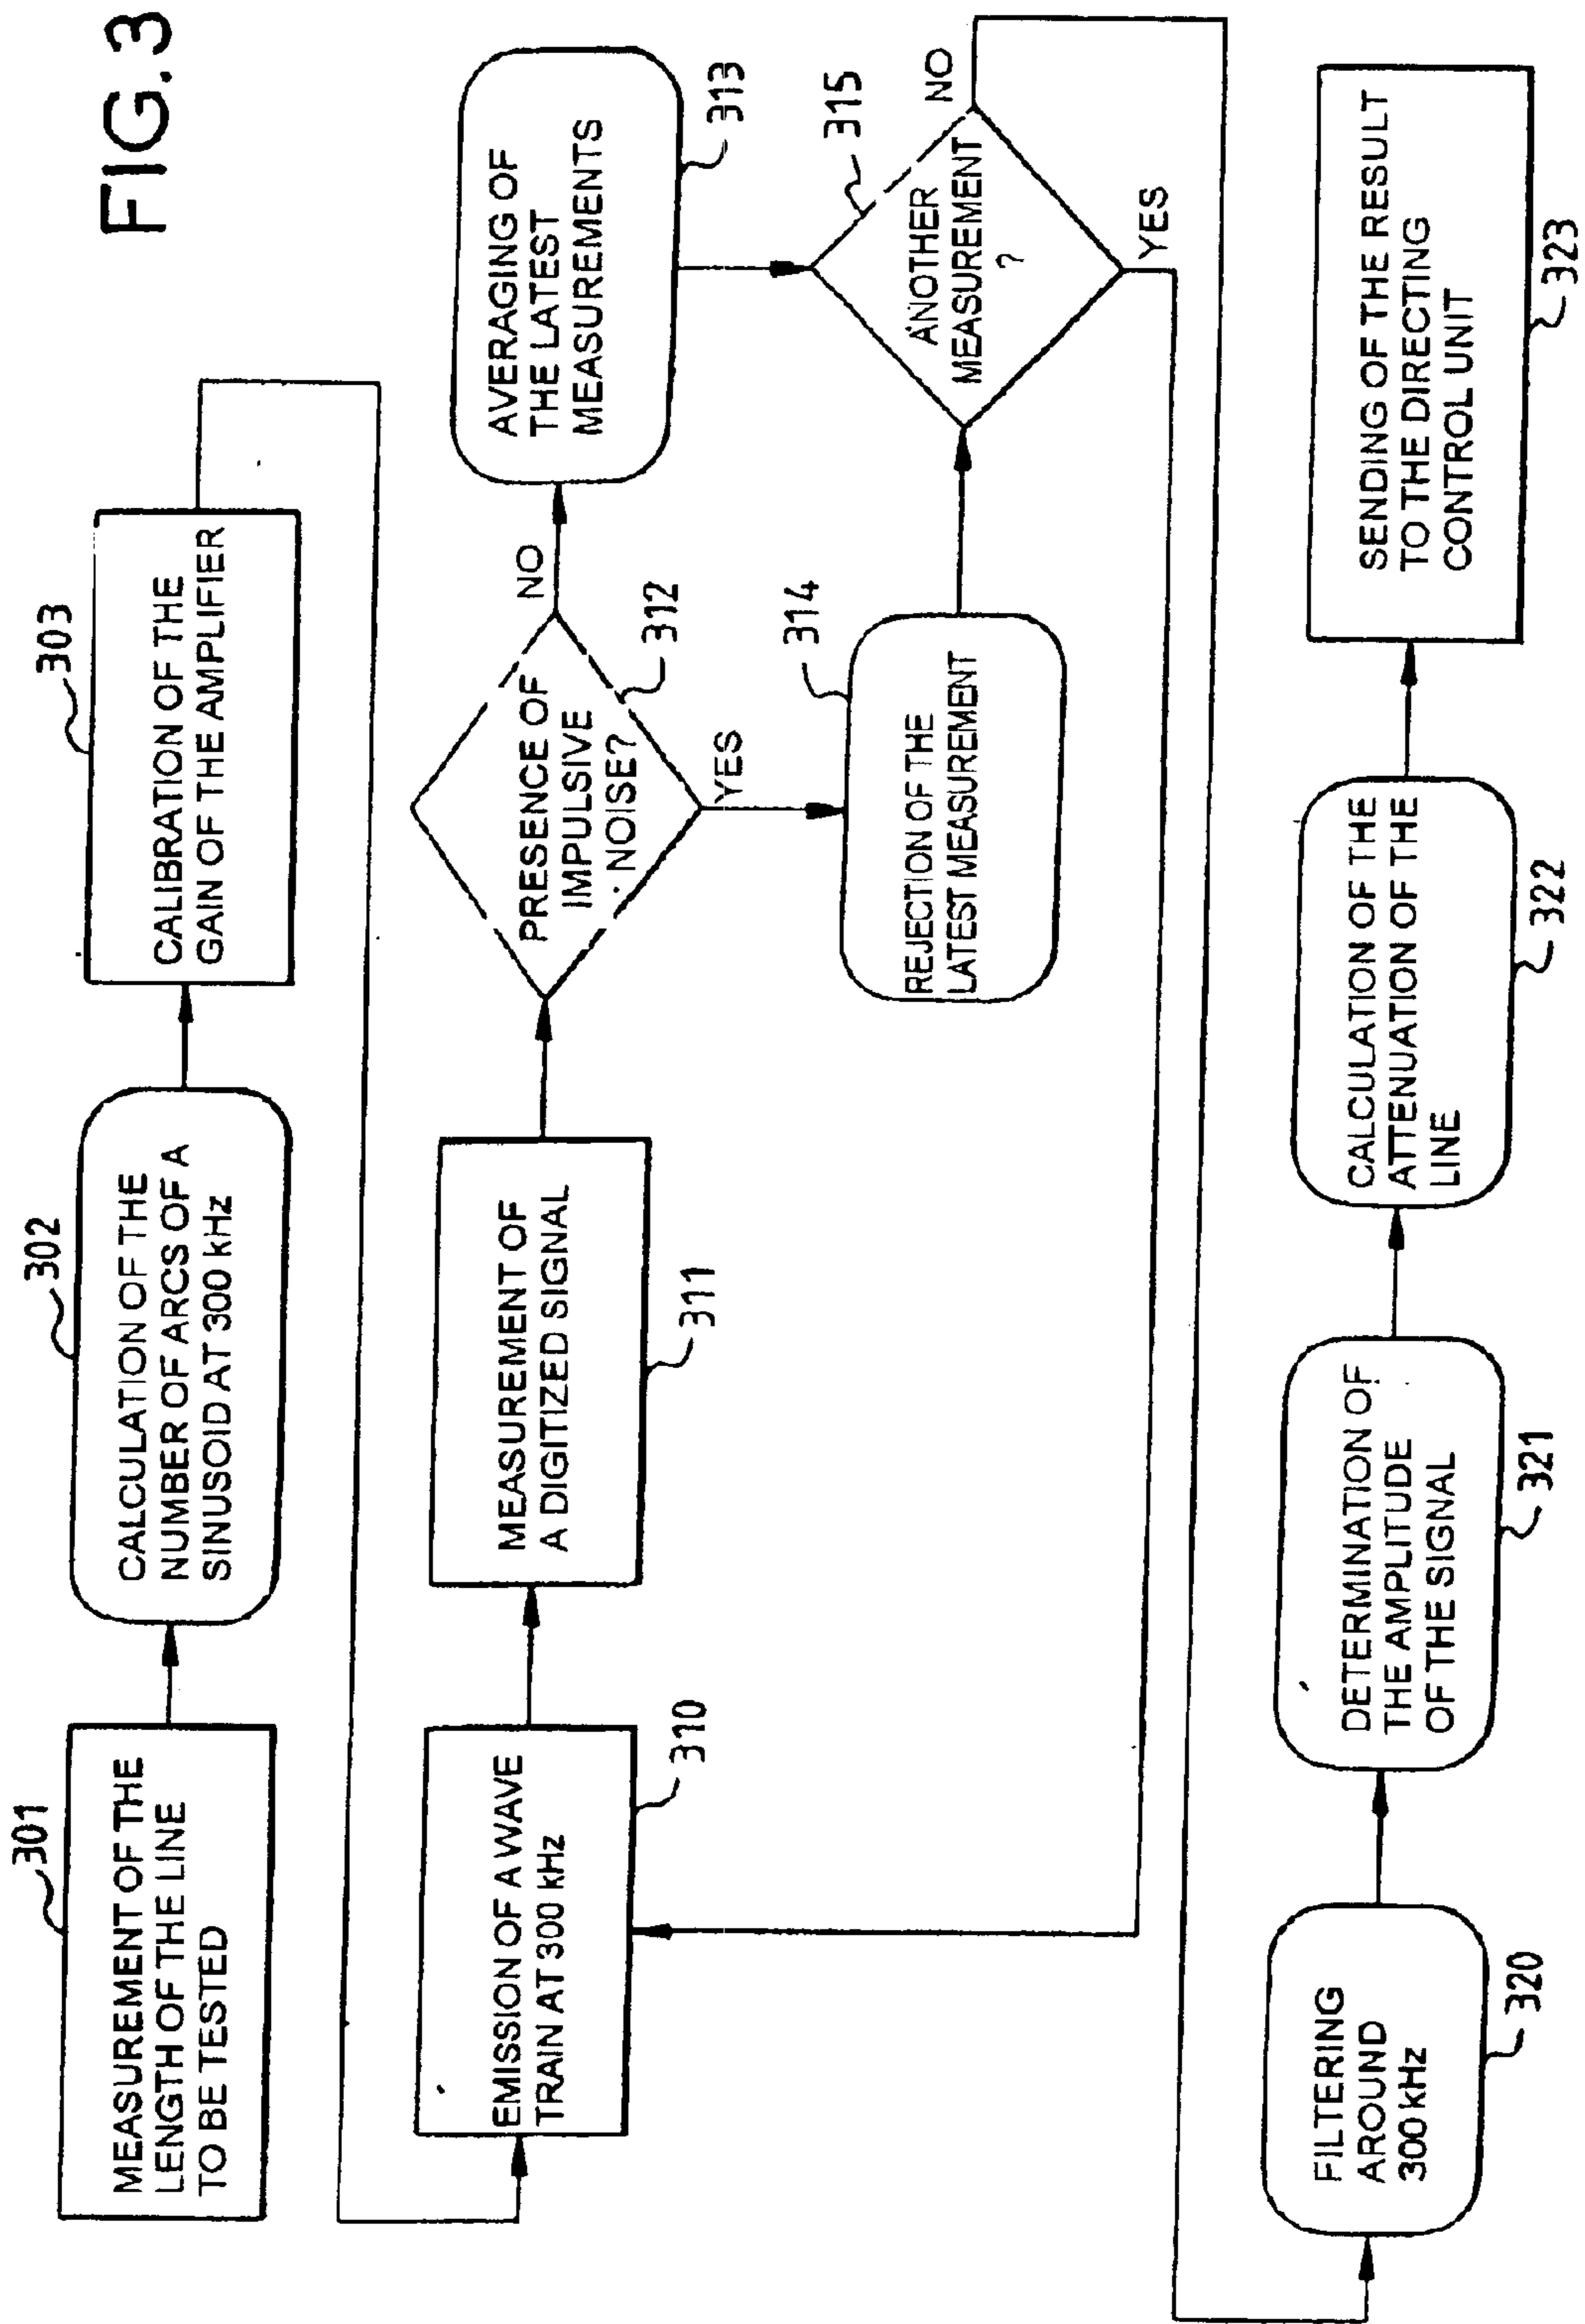 FIG.3
301
MEASUREMENT OF THE
LENGTH OF THE LINE
TO BE TESTED
302
CALCULATION OF THE
NUMBER OF ARCS OF A
SINUSOID AT 300 kHz
303
CALIBRATION OF THE
GAIN OF THE AMPLIFIER
EMISSION OF A WAVE
TRAIN AT 300 kHz
310
MEASUREMENT OF
A DIGITIZED SIGNAL
311
PRESENCE OF
IMPULSIVE
NOISE?
312
NO
YES
AVERAGING OF
THE LATEST
MEASUREMENTS
313
314
REJECTION OF THE
LATEST MEASUREMENT
315
ANOTHER
MEASUREMENT
?
NO
YES
FILTERING
AROUND
300 kHz
320
DETERMINATION OF
THE AMPLITUDE
OF THE SIGNAL
321
CALCULATION OF THE
ATTENUATION OF THE
LINE
322
SENDING OF THE RESULT
TO THE DIRECTING
CONTROL UNIT
323